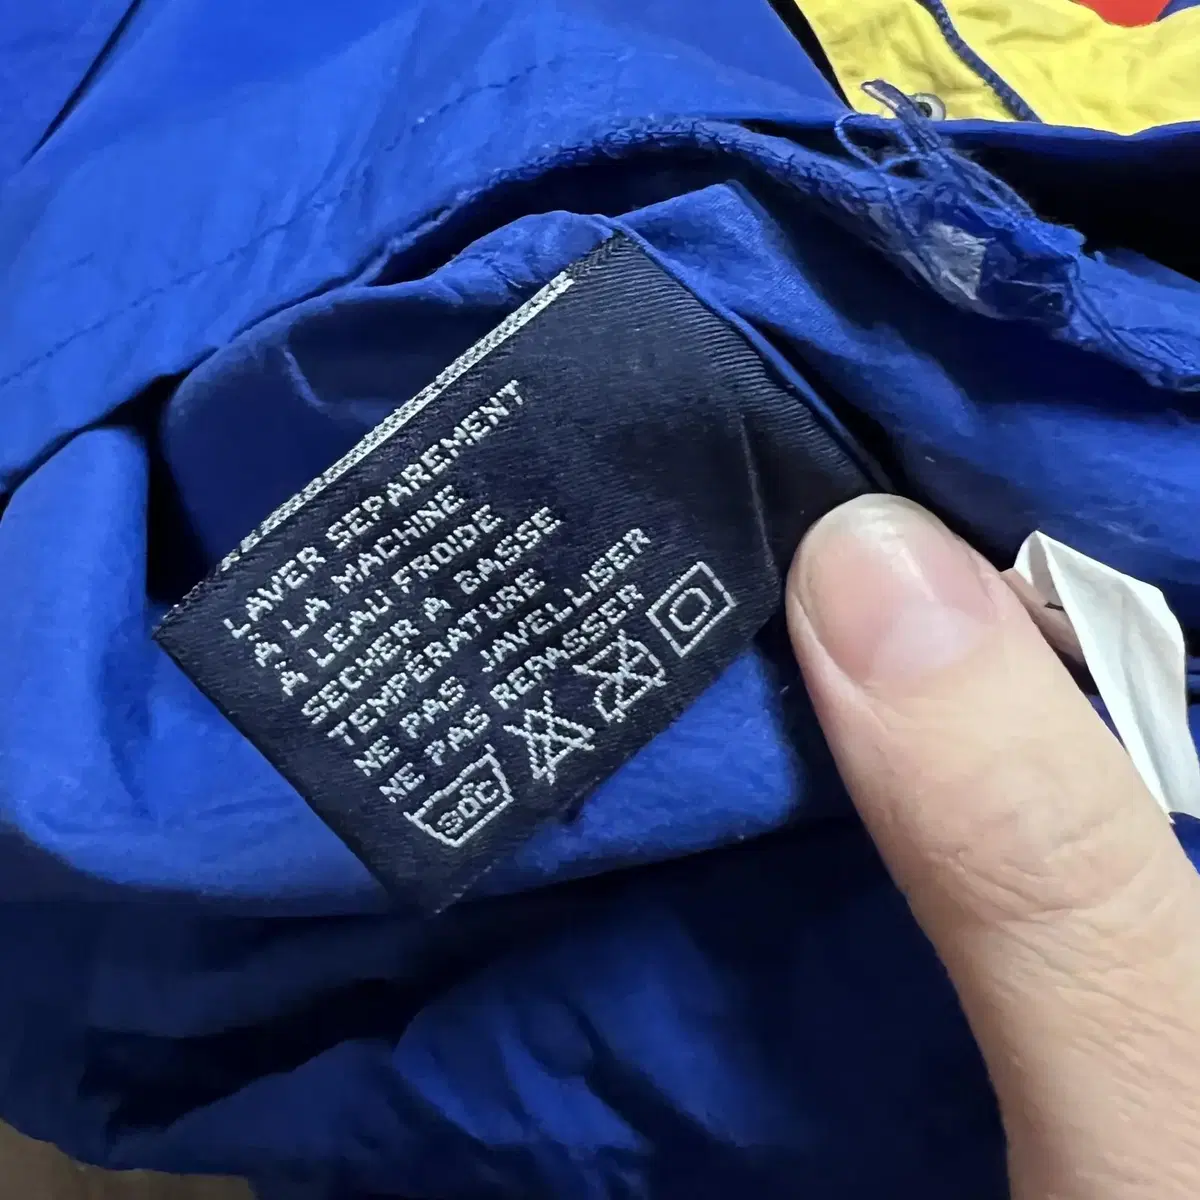 LAVER SEPAREMENT
A LA MACHINE
A LEAU FROIDE
SECHER A BASSE
TEMPERATURE
NE PAS JAVELLISER
NE PAS REPASSER
30C